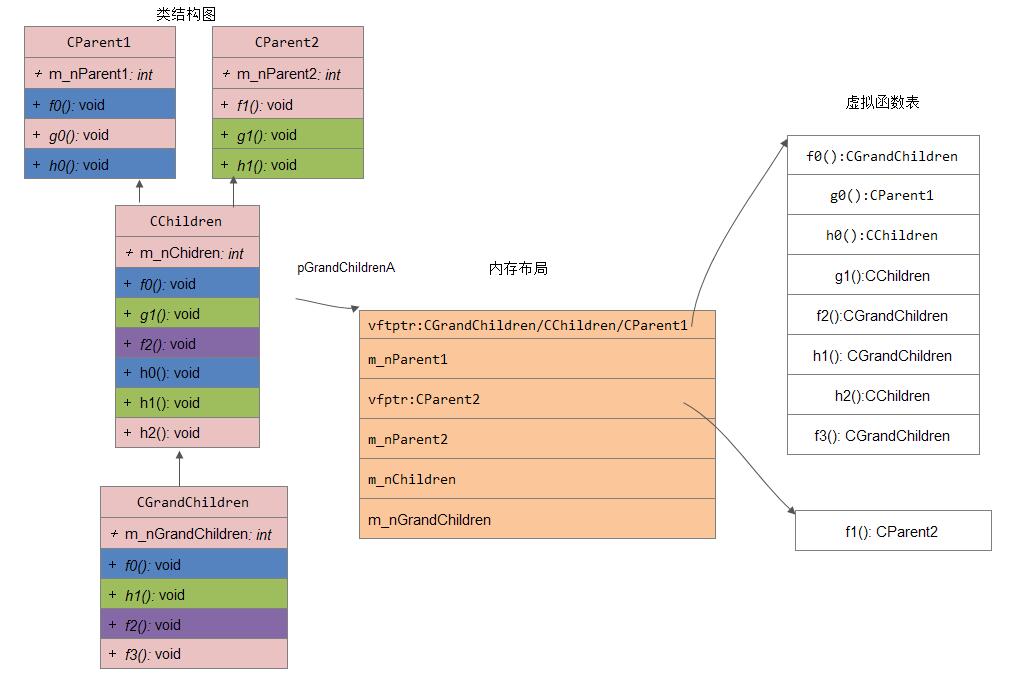 类结构图
CParent1
+ m_nParent1: int
+ f0(): void
+ g0(): void
+ h0(): void
CParent2
+ m_nParent2: int
+ f1(): void
+ g1(): void
+ h1(): void
CChildren
+ m_nChidren: int
+ f0(): void
+ g1(): void
+ f2(): void
+ h0(): void
+ h1(): void
+ h2(): void
CGrandChildren
+ m_nGrandChildren: int
+ f0(): void
+ h1(): void
+ f2(): void
+ f3(): void
pGrandChildrenA
内存布局
vftptr:CGrandChildren/CChildren/CParent1
m_nParent1
vfptr:CParent2
m_nParent2
m_nChildren
m_nGrandChildren
虚拟函数表
f0():CGrandChildren
g0():CParent1
h0():CChildren
g1():CChildren
f2():CGrandChildren
h1(): CGrandChildren
h2():CChildren
f3(): CGrandChildren
f1(): CParent2